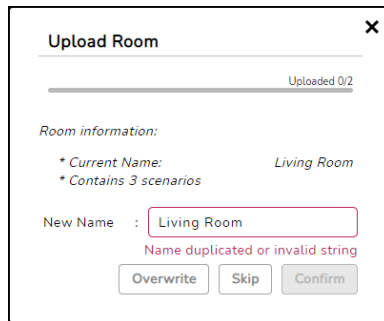 Upload Room
Uploaded 0/2
Room information:
* Current Name: Living Room
* Contains 3 scenarios
New Name : Living Room
Name duplicated or invalid string
Overwrite Skip Confirm